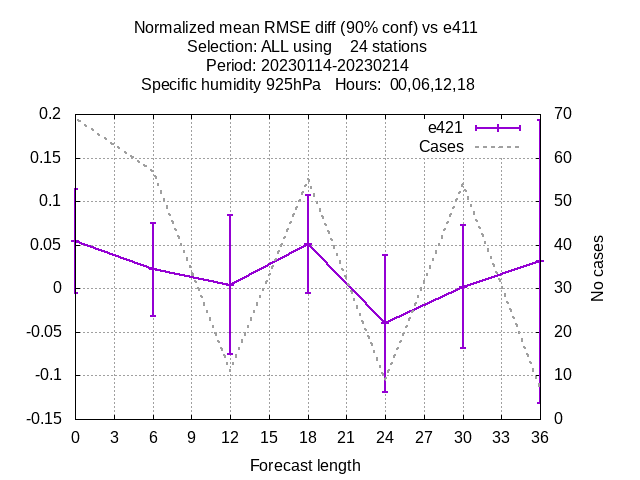 Normalized mean RMSE diff (90% conf) vs e411
Selection: ALL using    24 stations
Period: 20230114-20230214
Specific humidity 925hPa   Hours:  00,06,12,18
0.2
0.15
0.1
0.05
0
-0.05
-0.1
-0.15
70
60
50
40
30
20
10
0
e421
Cases
No cases
0 3 6 9 12 15 18 21 24 27 30 33 36
Forecast length